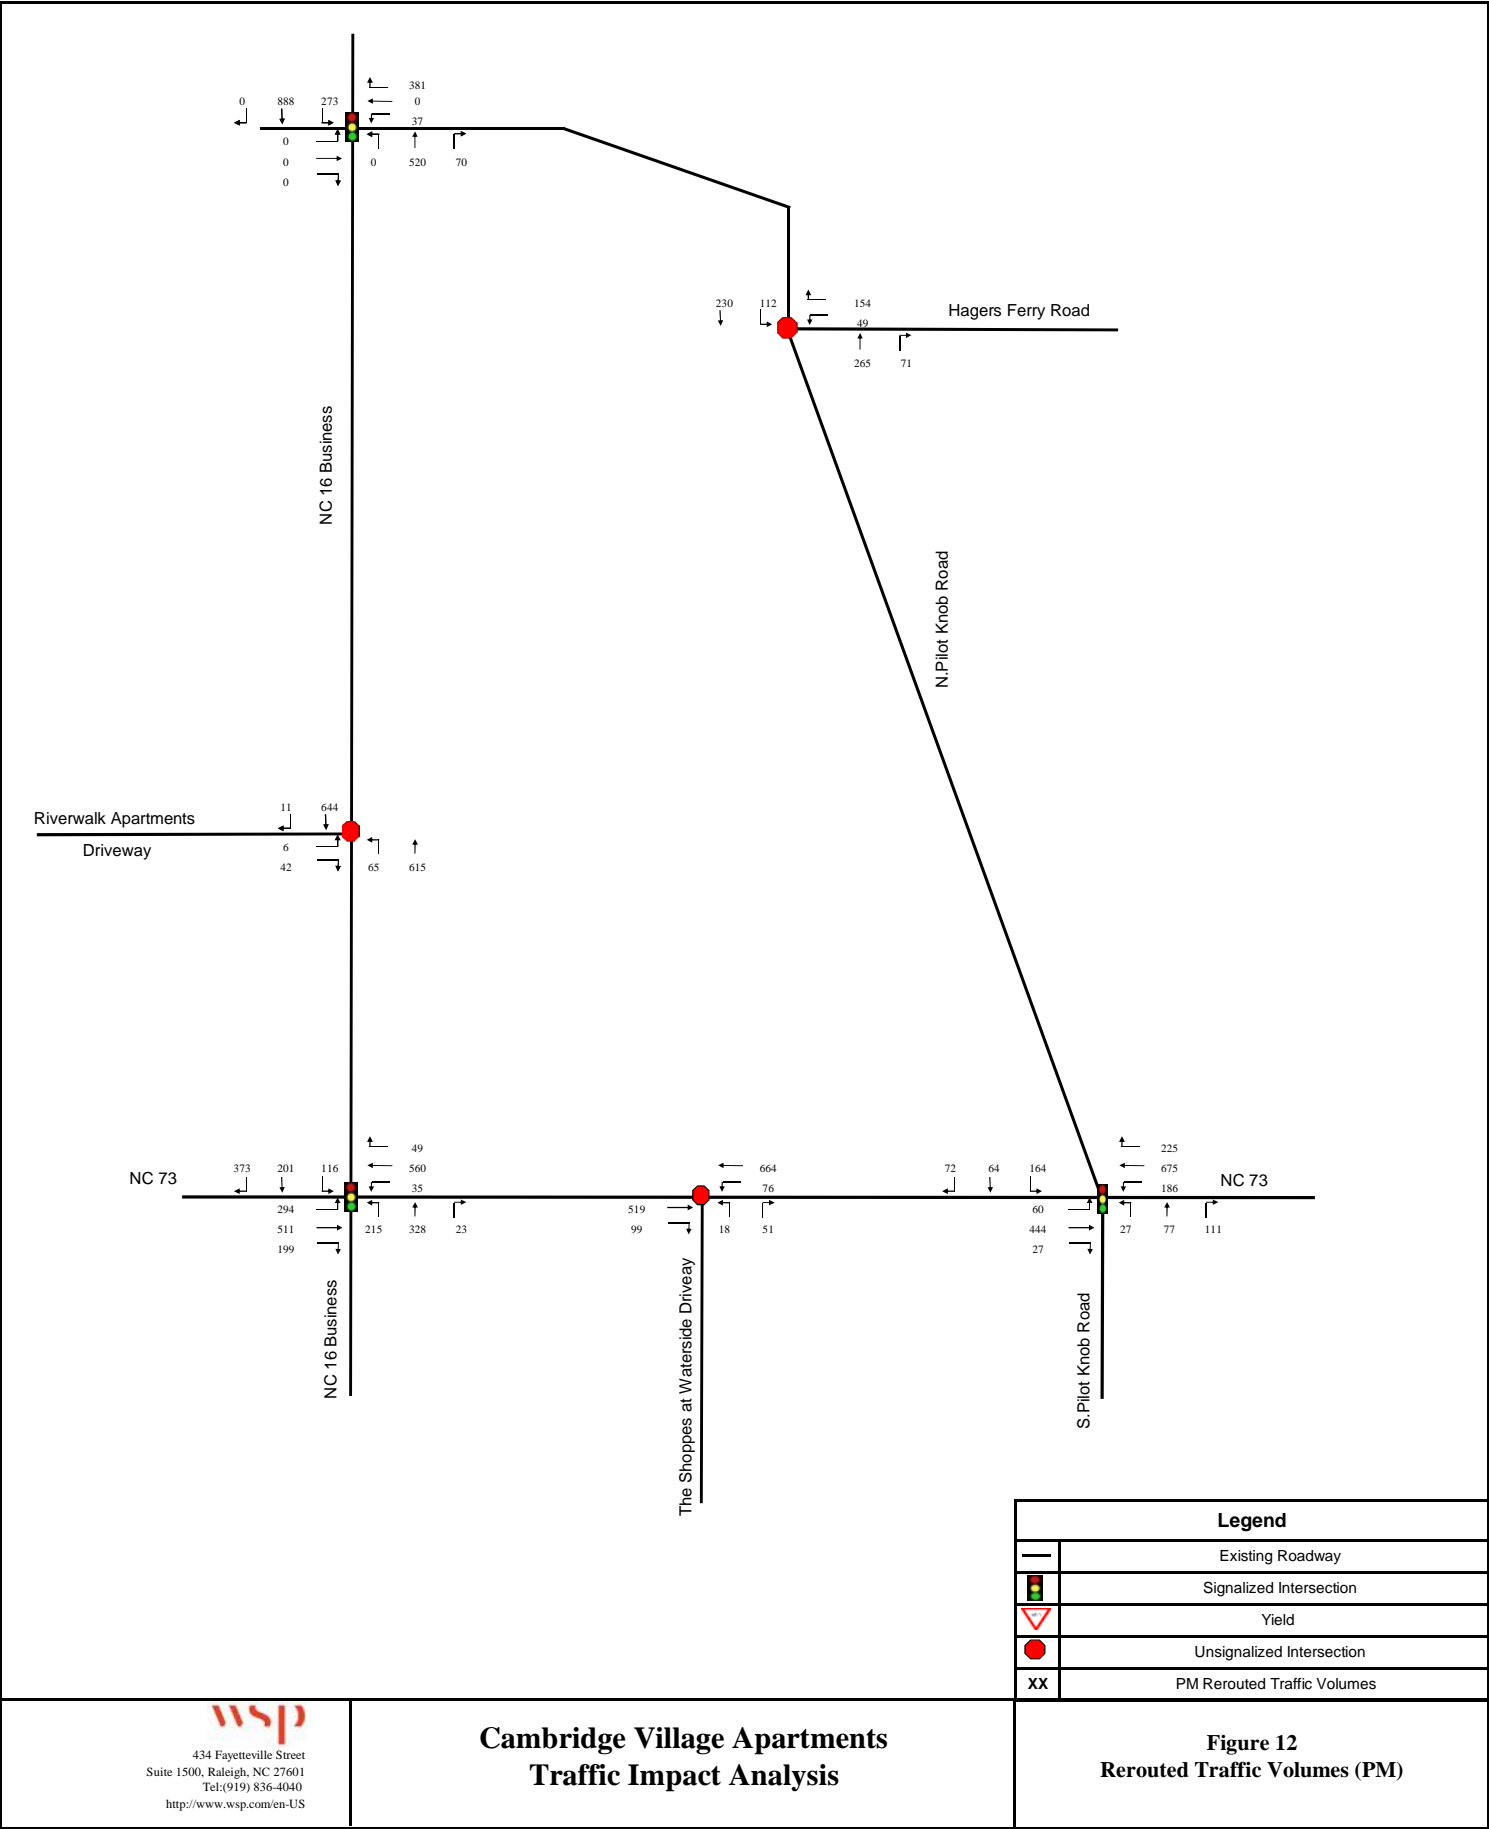 381
0 888 273 0
37
0
0 0 520 70
0
230 112 154
49
Hagers Ferry Road
265 71
NC 16 Business
N.Pilot Knob Road
11 644
Riverwalk Apartments
Driveway
6
42 65 615
49
373 201 116 560
35
NC 73
294
511 215 328 23
199
664
76
519
99 18 51
225
72 64 164 675
186
NC 73
60
444 27 77 111
27
NC 16 Business
The Shoppes at Waterside Driveay
S.Pilot Knob Road
Legend
Existing Roadway
Signalized Intersection
Yield
Unsignalized Intersection
XX PM Rerouted Traffic Volumes
wsp
434 Fayetteville Street
Suite 1500, Raleigh, NC 27601
Tel:(919) 836-4040
http://www.wsp.com/en-US
Cambridge Village Apartments
Traffic Impact Analysis
Figure 12
Rerouted Traffic Volumes (PM)